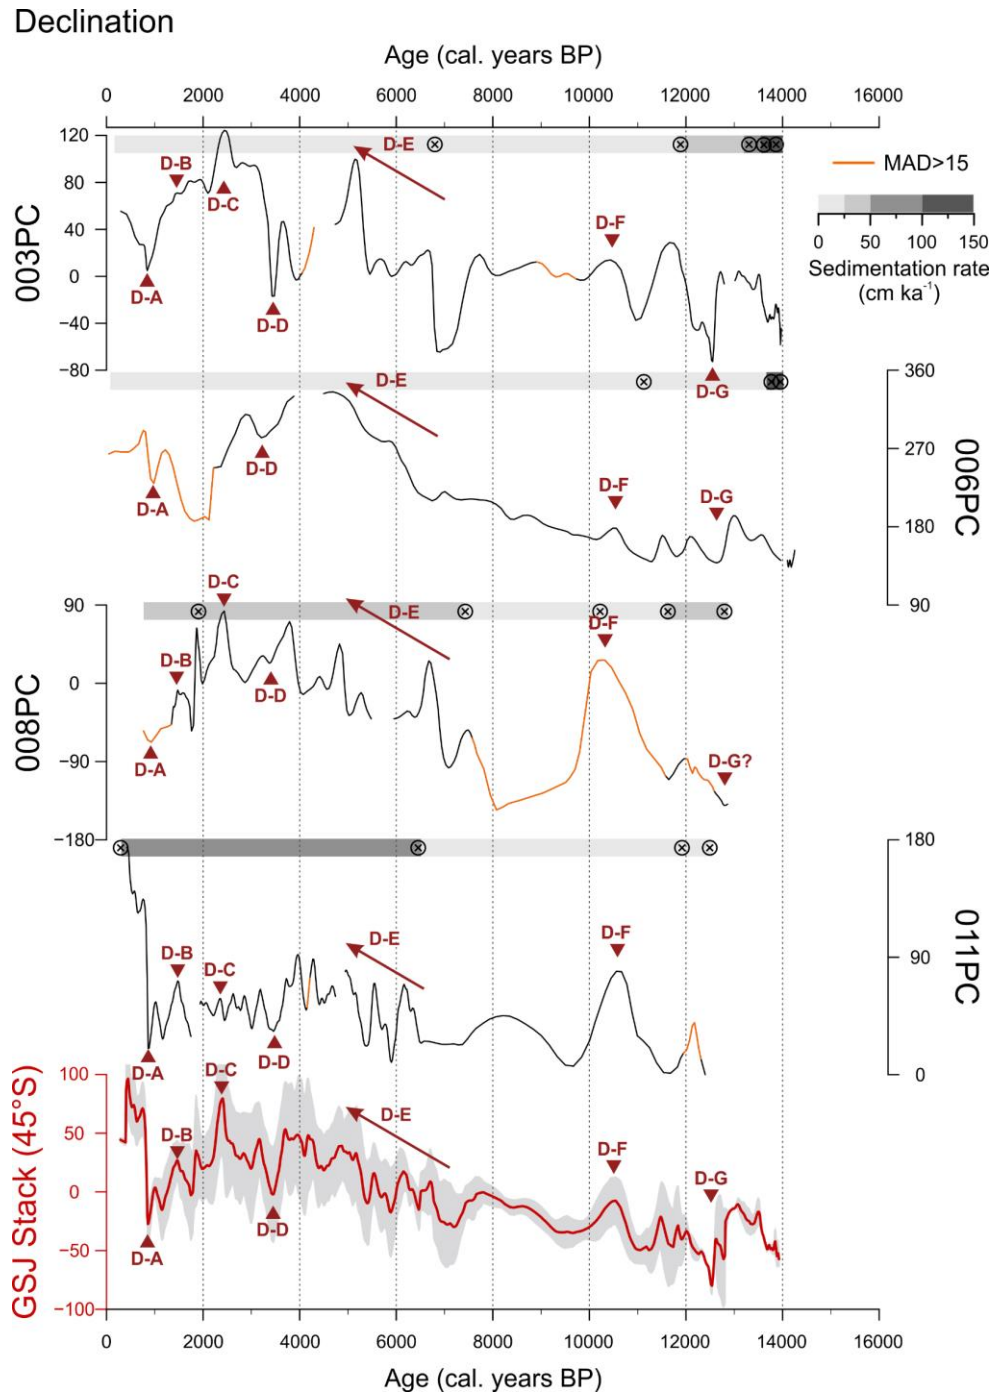 Declination
Age (cal. years BP)
0 2000 4000 6000 8000 10000 12000 14000 16000
003PC
120
80
40
0
−40
−80
D-A
D-B
D-C
D-D
D-E
D-F
D-G
MAD>15
0 50 100 150
Sedimentation rate
(cm ka⁻¹)
006PC
360
270
180
90
D-A
D-D
D-E
D-F
D-G
008PC
90
0
−90
−180
D-A
D-B
D-C
D-D
D-E
D-F
D-G?
011PC
180
90
0
D-A
D-B
D-C
D-D
D-E
D-F
GSJ Stack (45°S)
100
50
0
−50
−100
D-A
D-B
D-C
D-D
D-E
D-F
D-G
0 2000 4000 6000 8000 10000 12000 14000 16000
Age (cal. years BP)